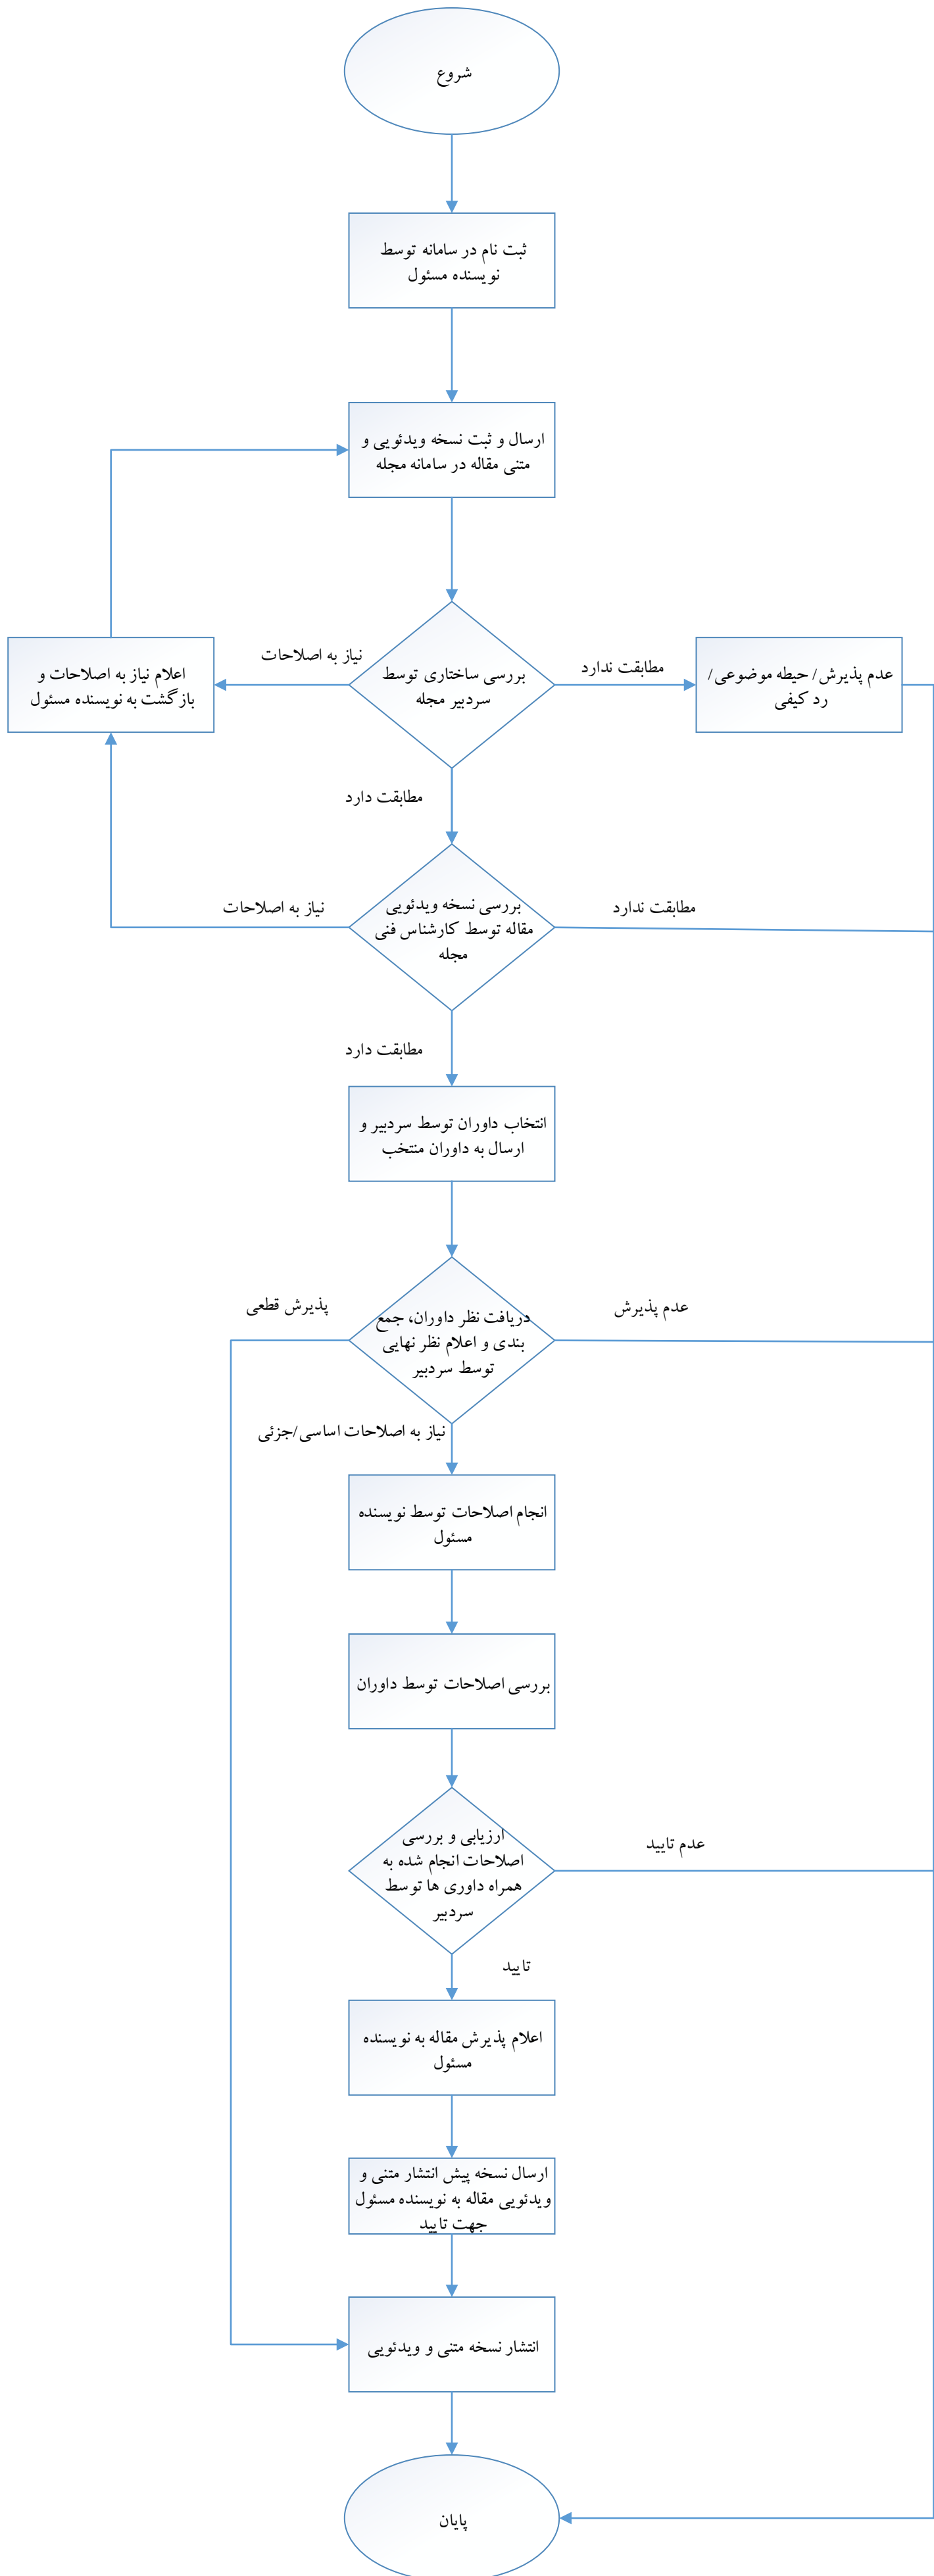 شروع
ثبت نام در سامانه توسط
نویسنده مسئول
ارسال و ثبت نسخه ویدئویی و
متنی مقاله در سامانه مجله
بررسی ساختاری توسط
سردبیر مجله
مطابقت ندارد
عدم پذیرش/ حیطه موضوعی/
رد کیفی
نیاز به اصلاحات
اعلام نیاز به اصلاحات و
بازگشت به نویسنده مسئول
مطابقت دارد
بررسی نسخه ویدئویی
مقاله توسط کارشناس فنی
مجله
مطابقت ندارد
نیاز به اصلاحات
مطابقت دارد
انتخاب داوران توسط سردبیر و
ارسال به داوران منتخب
دریافت نظر داوران، جمع
بندی و اعلام نظر نهایی
توسط سردبیر
عدم پذیرش
پذیرش قطعی
نیاز به اصلاحات اساسی/جزئی
انجام اصلاحات توسط نویسنده
مسئول
بررسی اصلاحات توسط داوران
ارزیابی و بررسی
اصلاحات انجام شده به
همراه داوری ها توسط
سردبیر
عدم تایید
تایید
اعلام پذیرش مقاله به نویسنده
مسئول
ارسال نسخه پیش انتشار متنی و
ویدئویی مقاله به نویسنده مسئول
جهت تایید
انتشار نسخه متنی و ویدئویی
پایان